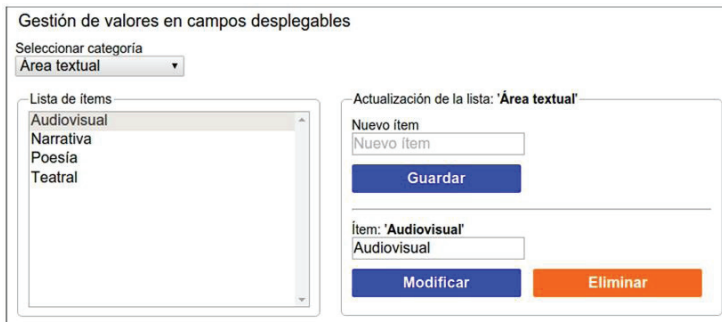 Gestión de valores en campos desplegables
Seleccionar categoría
Área textual
Lista de ítems
Audiovisual
Narrativa
Poesía
Teatral
Actualización de la lista: 'Área textual'
Nuevo ítem
Nuevo ítem
Guardar
Ítem: 'Audiovisual'
Audiovisual
Modificar Eliminar